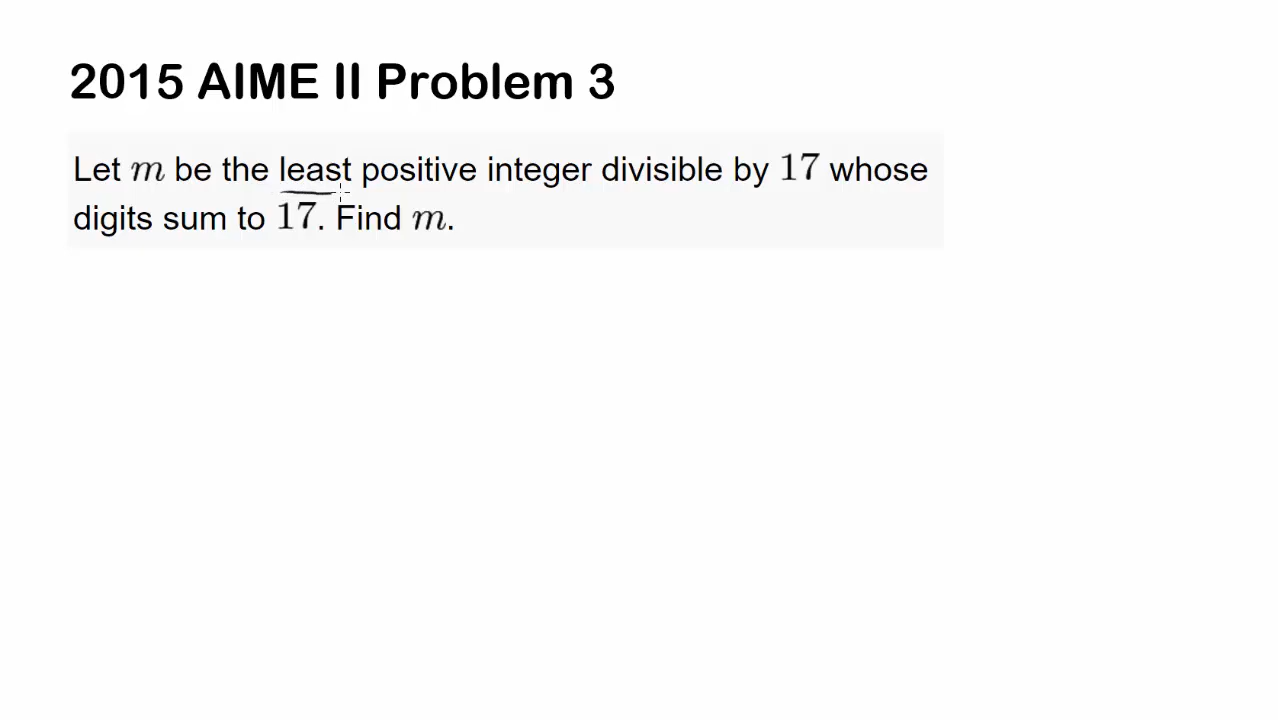 2015 AIME II Problem 3
Let m be the least positive integer divisible by 17 whose
digits sum to 17. Find m.